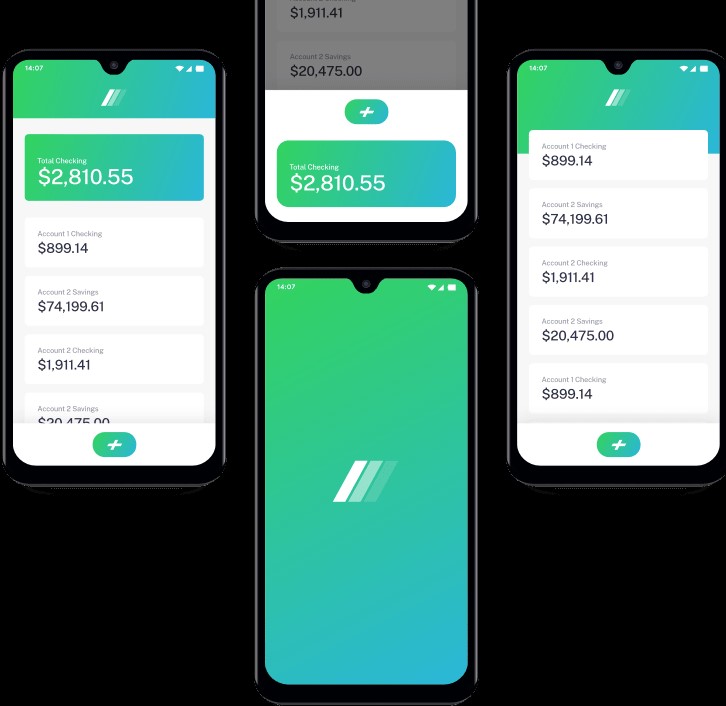 14:07
Total Checking
$2,810.55
Account 1 Checking
$899.14
Account 2 Savings
$74,199.61
Account 2 Checking
$1,911.41
Account 2 Savings
$20,475.00
$1,911.41
Account 2 Savings
$20,475.00
Total Checking
$2,810.55
14:07
14:07
Account 1 Checking
$899.14
Account 2 Savings
$74,199.61
Account 2 Checking
$1,911.41
Account 2 Savings
$20,475.00
Account 1 Checking
$899.14